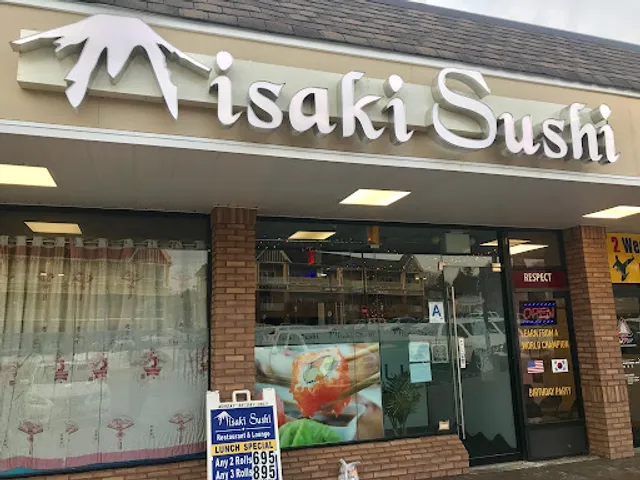 Misaki Sushi
2 We
RESPECT
OPEN
LEARN FROM A
WORLD CHAMPION
BIRTHDAY PARTY
A
Misaki Sushi
Restaurant & Lounge
LUNCH SPECIAL
Any 2 Rolls 695
Any 3 Rolls 895